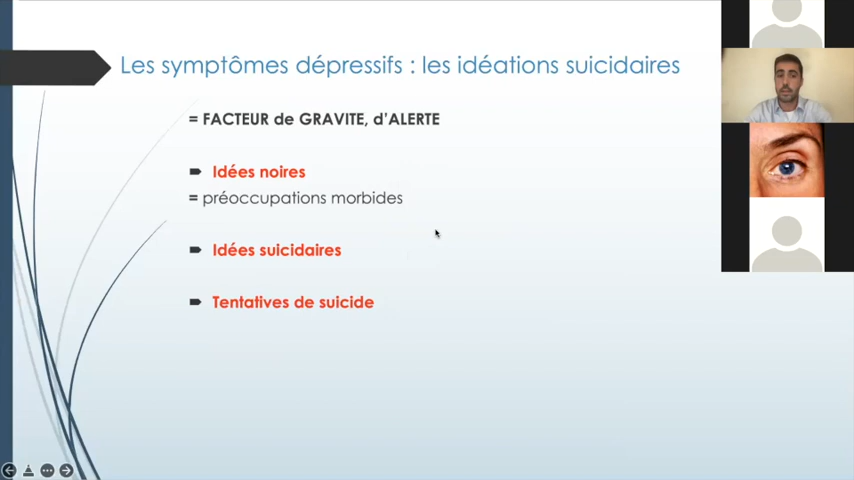 Les symptômes dépressifs : les idéations suicidaires
= FACTEUR de GRAVITE, d'ALERTE
Idées noires
= préoccupations morbides
Idées suicidaires
Tentatives de suicide